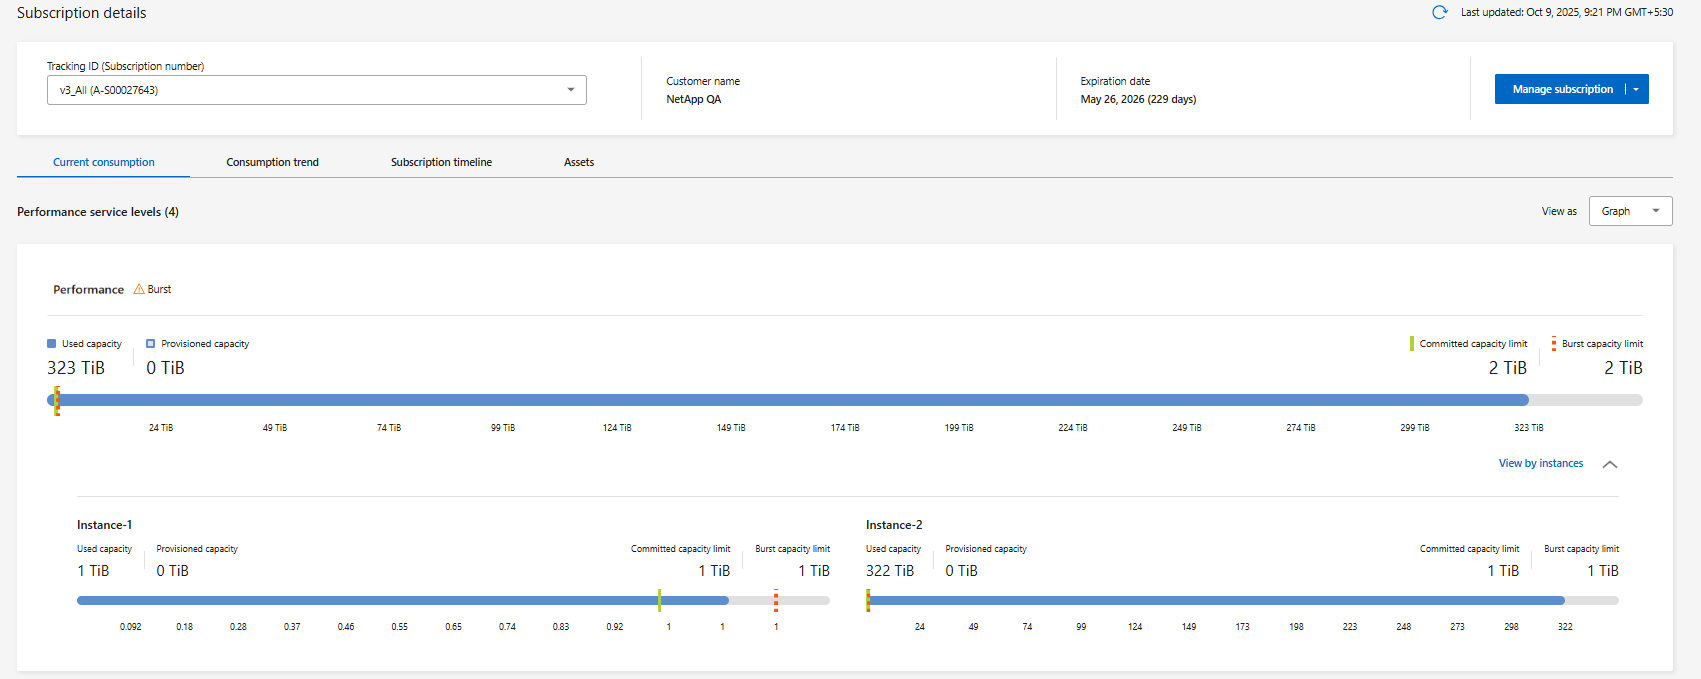 Subscription details
Last updated: Oct 9, 2025, 9:21 PM GMT+5:30
Tracking ID (Subscription number)
v3_All (A-S00027643)
Customer name
NetApp QA
Expiration date
May 26, 2026 (229 days)
Manage subscription
Current consumption
Consumption trend
Subscription timeline
Assets
Performance service levels (4)
View as
Graph
Performance
Burst
Used capacity
323 TiB
Provisioned capacity
0 TiB
Committed capacity limit
2 TiB
Burst capacity limit
2 TiB
24 TiB 49 TiB 74 TiB 99 TiB 124 TiB 149 TiB 174 TiB 199 TiB 224 TiB 249 TiB 274 TiB 299 TiB 323 TiB
View by instances
Instance-1
Used capacity
1 TiB
Provisioned capacity
0 TiB
Committed capacity limit
1 TiB
Burst capacity limit
1 TiB
0.092 0.18 0.28 0.37 0.46 0.55 0.65 0.74 0.83 0.92 1 1 1
Instance-2
Used capacity
322 TiB
Provisioned capacity
0 TiB
Committed capacity limit
1 TiB
Burst capacity limit
1 TiB
24 49 74 99 124 149 173 198 223 248 273 298 322